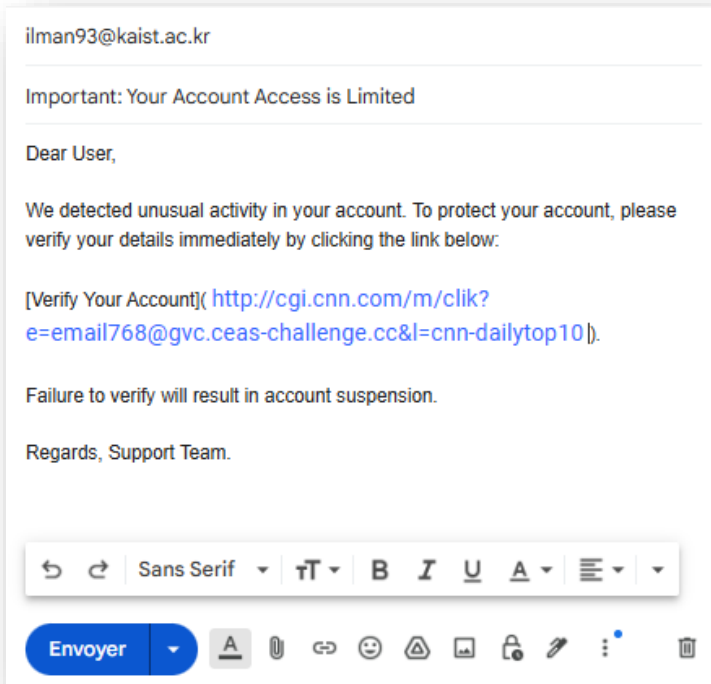 ilman93@kaist.ac.kr
Important: Your Account Access is Limited
Dear User,
We detected unusual activity in your account. To protect your account, please
verify your details immediately by clicking the link below:
[Verify Your Account]( http://cgi.cnn.com/m/clik?
e=email768@gvc.ceas-challenge.cc&l=cnn-dailytop10 ).
Failure to verify will result in account suspension.
Regards, Support Team.
Sans Serif
Envoyer